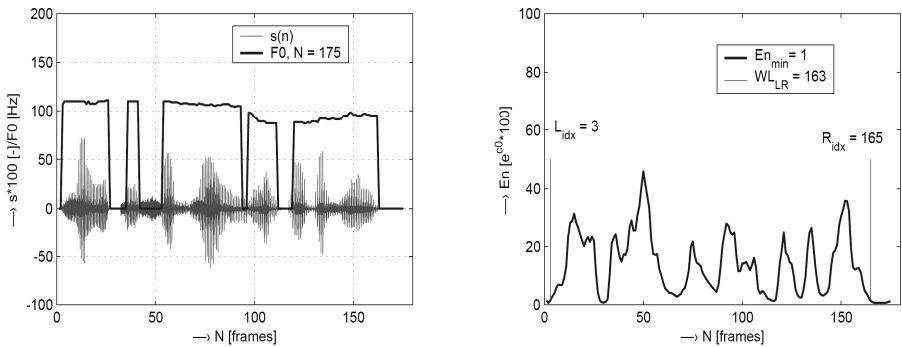 200
150
100
50
0
-50
-100
0
50
100
150
—> s*100 [-]/F0 [Hz]
—> N [frames]
s(n)
F0, N = 175
100
80
60
40
20
0
0
50
100
150
—> En [e^c0*100]
—> N [frames]
En_min = 1
WL_LR = 163
L_idx = 3
R_idx = 165